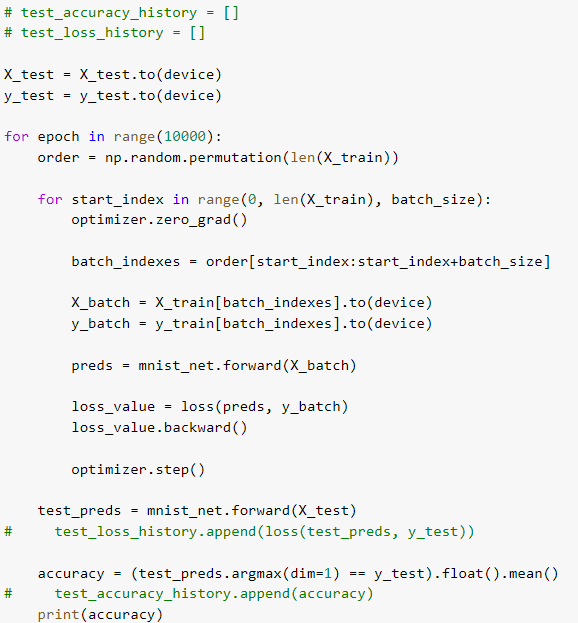 # test_accuracy_history = []
# test_loss_history = []
X_test = X_test.to(device)
y_test = y_test.to(device)
for epoch in range(10000):
    order = np.random.permutation(len(X_train))
    for start_index in range(0, len(X_train), batch_size):
        optimizer.zero_grad()
        batch_indexes = order[start_index:start_index+batch_size]
        X_batch = X_train[batch_indexes].to(device)
        y_batch = y_train[batch_indexes].to(device)
        preds = mnist_net.forward(X_batch)
        loss_value = loss(preds, y_batch)
        loss_value.backward()
        optimizer.step()
    test_preds = mnist_net.forward(X_test)
#     test_loss_history.append(loss(test_preds, y_test))
    accuracy = (test_preds.argmax(dim=1) == y_test).float().mean()
#     test_accuracy_history.append(accuracy)
    print(accuracy)